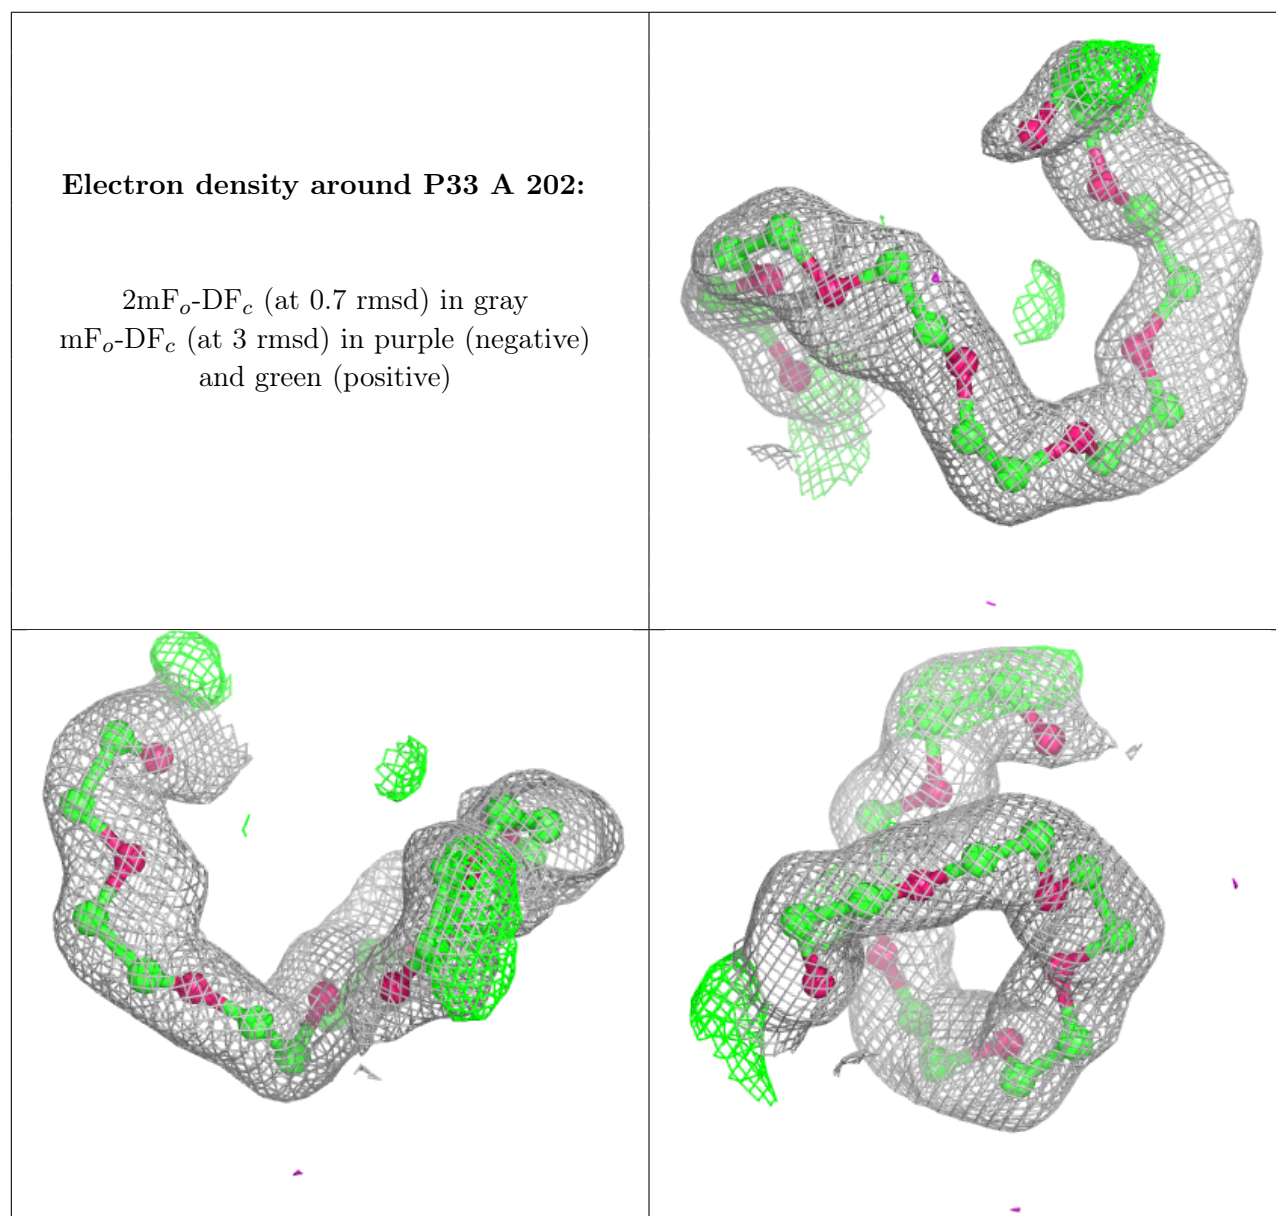 Electron density around P33 A 202:
2mFo-DFc (at 0.7 rmsd) in gray
mFo-DFc (at 3 rmsd) in purple (negative)
and green (positive)